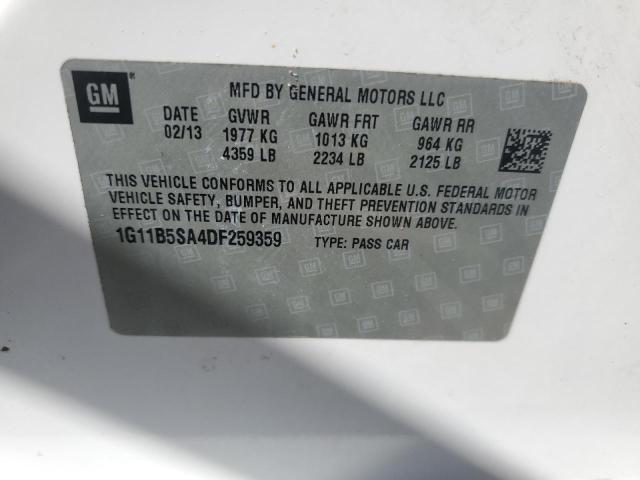 GM
MFD BY GENERAL MOTORS LLC
DATE GVWR GAWR FRT GAWR RR
02/13 1977 KG 1013 KG 964 KG
4359 LB 2234 LB 2125 LB
THIS VEHICLE CONFORMS TO ALL APPLICABLE U.S. FEDERAL MOTOR
VEHICLE SAFETY, BUMPER, AND THEFT PREVENTION STANDARDS IN
EFFECT ON THE DATE OF MANUFACTURE SHOWN ABOVE.
1G11B5SA4DF259359 TYPE: PASS CAR